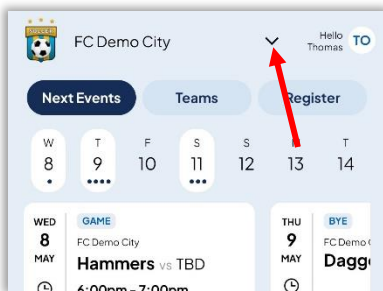 SOCCER
FC Demo City
Hello
Thomas
TO
Next Events
Teams
Register
W T F S S T
8 9 10 11 12 13 14
WED
8
MAY
GAME
FC Demo City
Hammers vs TBD
6:00pm - 7:00pm
THU
9
MAY
BYE
FC Demo
Dagg